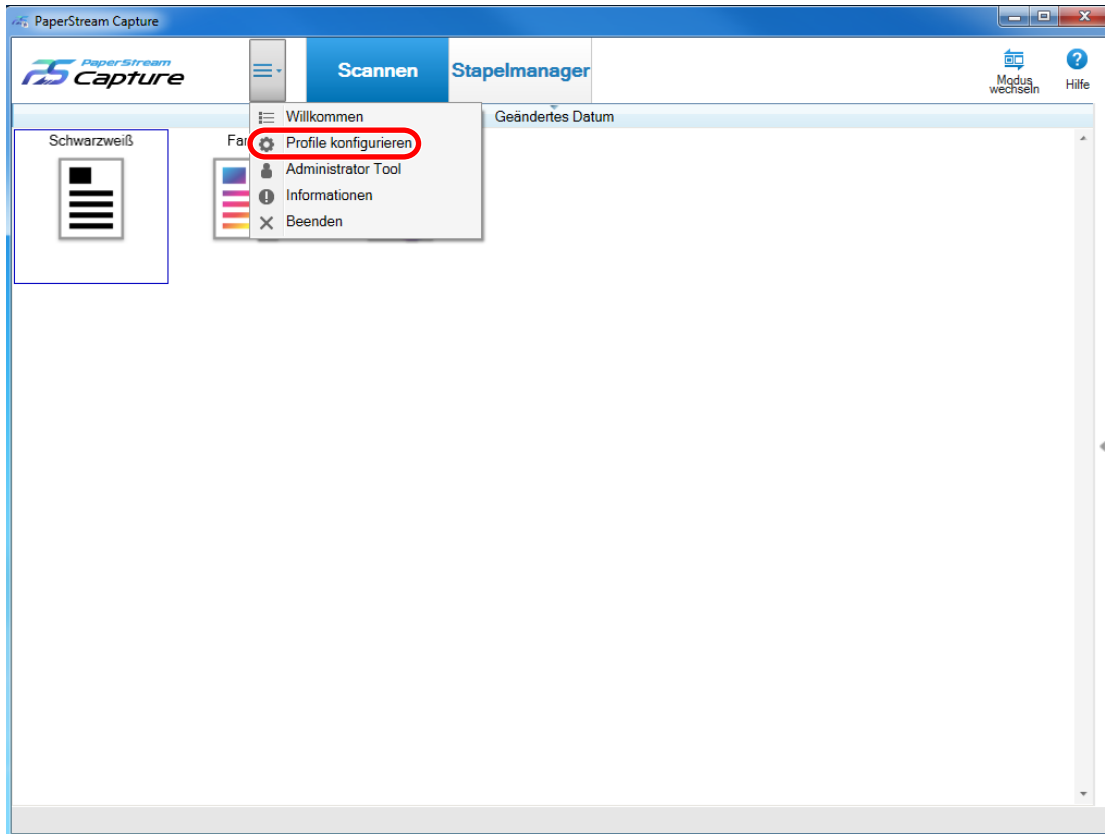 PaperStream Capture
PaperStream
Capture
Scannen
Stapelmanager
Modus
wechseln
Hilfe
Geändertes Datum
Schwarzweiß
Willkommen
Profile konfigurieren
Administrator Tool
Informationen
Beenden